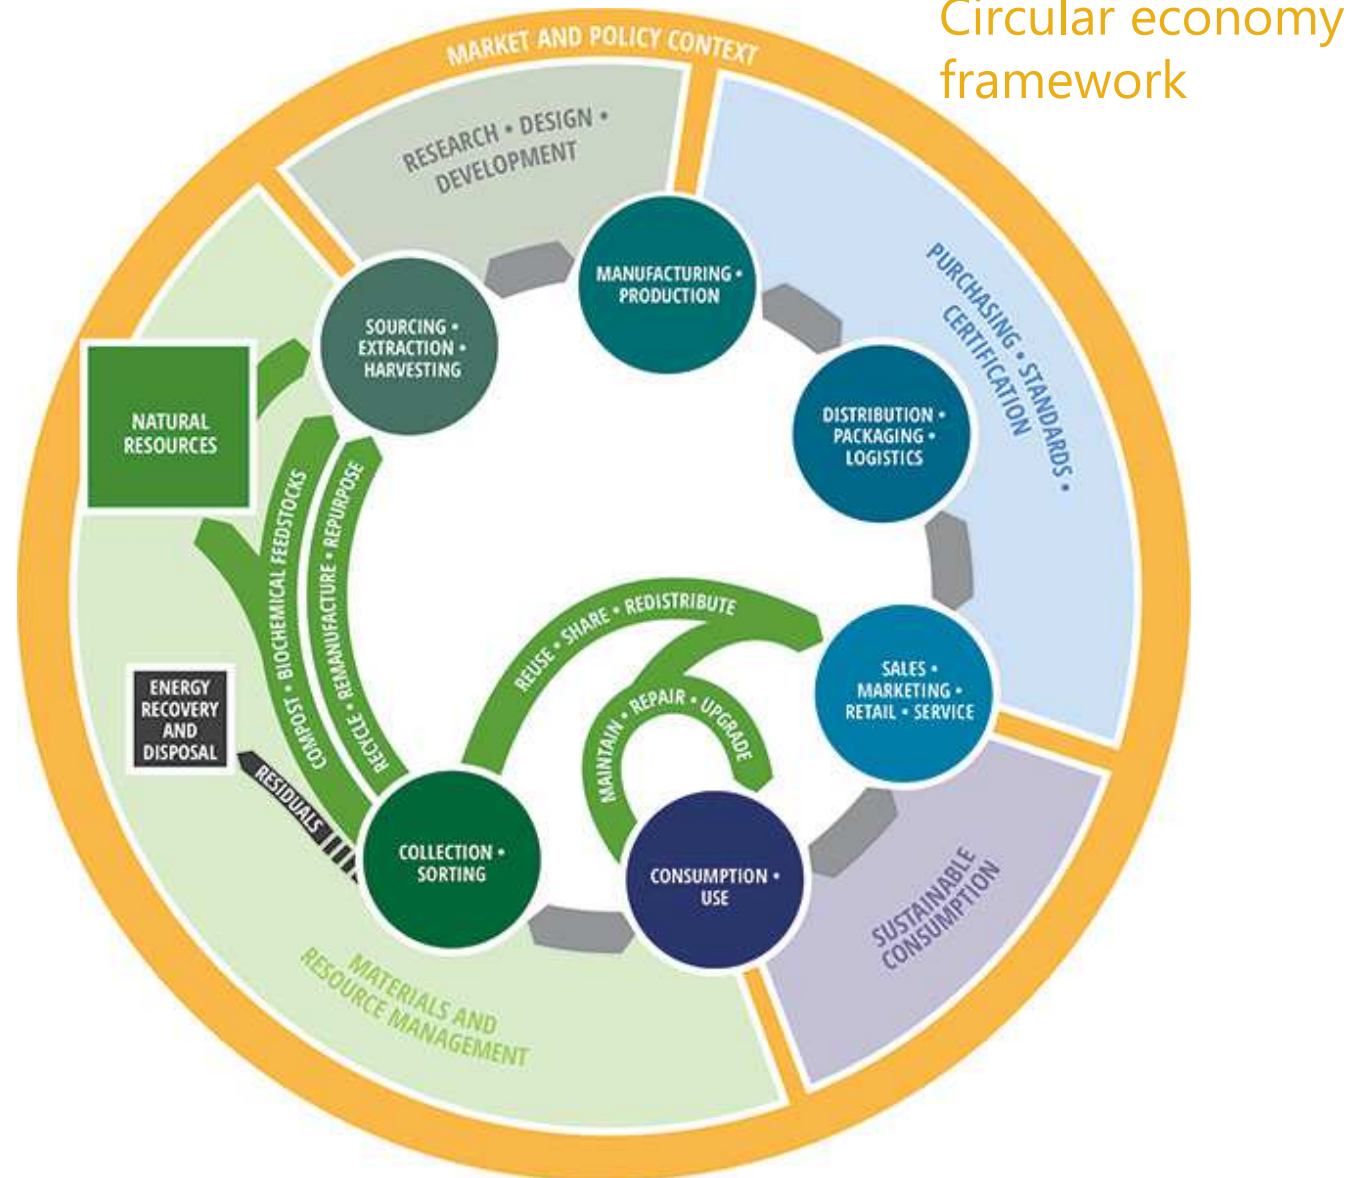 Circular economy
framework
MARKET AND POLICY CONTEXT
RESEARCH • DESIGN •
DEVELOPMENT
PURCHASING • STANDARDS •
CERTIFICATION
SUSTAINABLE
CONSUMPTION
MATERIALS AND
RESOURCE MANAGEMENT
NATURAL
RESOURCES
SOURCING •
EXTRACTION •
HARVESTING
MANUFACTURING •
PRODUCTION
DISTRIBUTION •
PACKAGING •
LOGISTICS
SALES •
MARKETING •
RETAIL • SERVICE
CONSUMPTION •
USE
COLLECTION •
SORTING
ENERGY
RECOVERY
AND
DISPOSAL
RESIDUALS
COMPOST • BIOCHEMICAL FEEDSTOCKS
RECYCLE • REMANUFACTURE • REPURPOSE
REUSE • SHARE • REDISTRIBUTE
MAINTAIN • REPAIR • UPGRADE